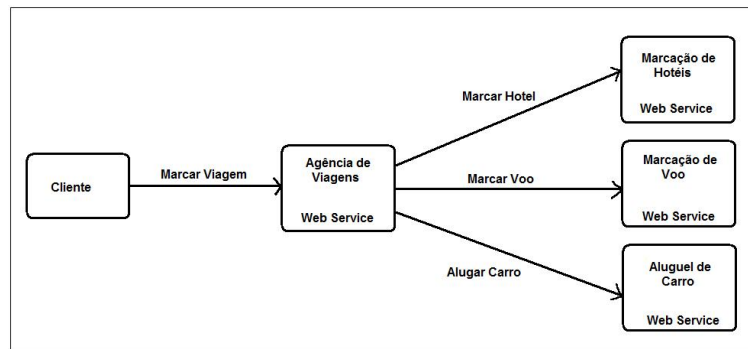 Cliente
Marcar Viagem
Agência de
Viagens
Web Service
Marcar Hotel
Marcar Voo
Alugar Carro
Marcação de
Hotéis
Web Service
Marcação de
Voo
Web Service
Aluguel de
Carro
Web Service